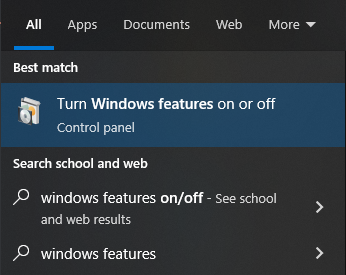 All Apps Documents Web More
Best match
Turn Windows features on or off
Control panel
Search school and web
windows features on/off - See school
and web results
windows features